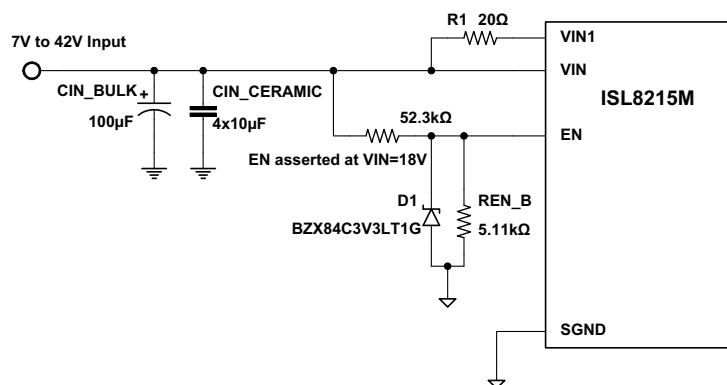 R1 20Ω
VIN1
7V to 42V Input
VIN
CIN_BULK
+
CIN_CERAMIC
ISL8215M
100µF
4x10µF
52.3kΩ
EN
EN asserted at VIN=18V
D1
REN_B
BZX84C3V3LT1G
5.11kΩ
SGND